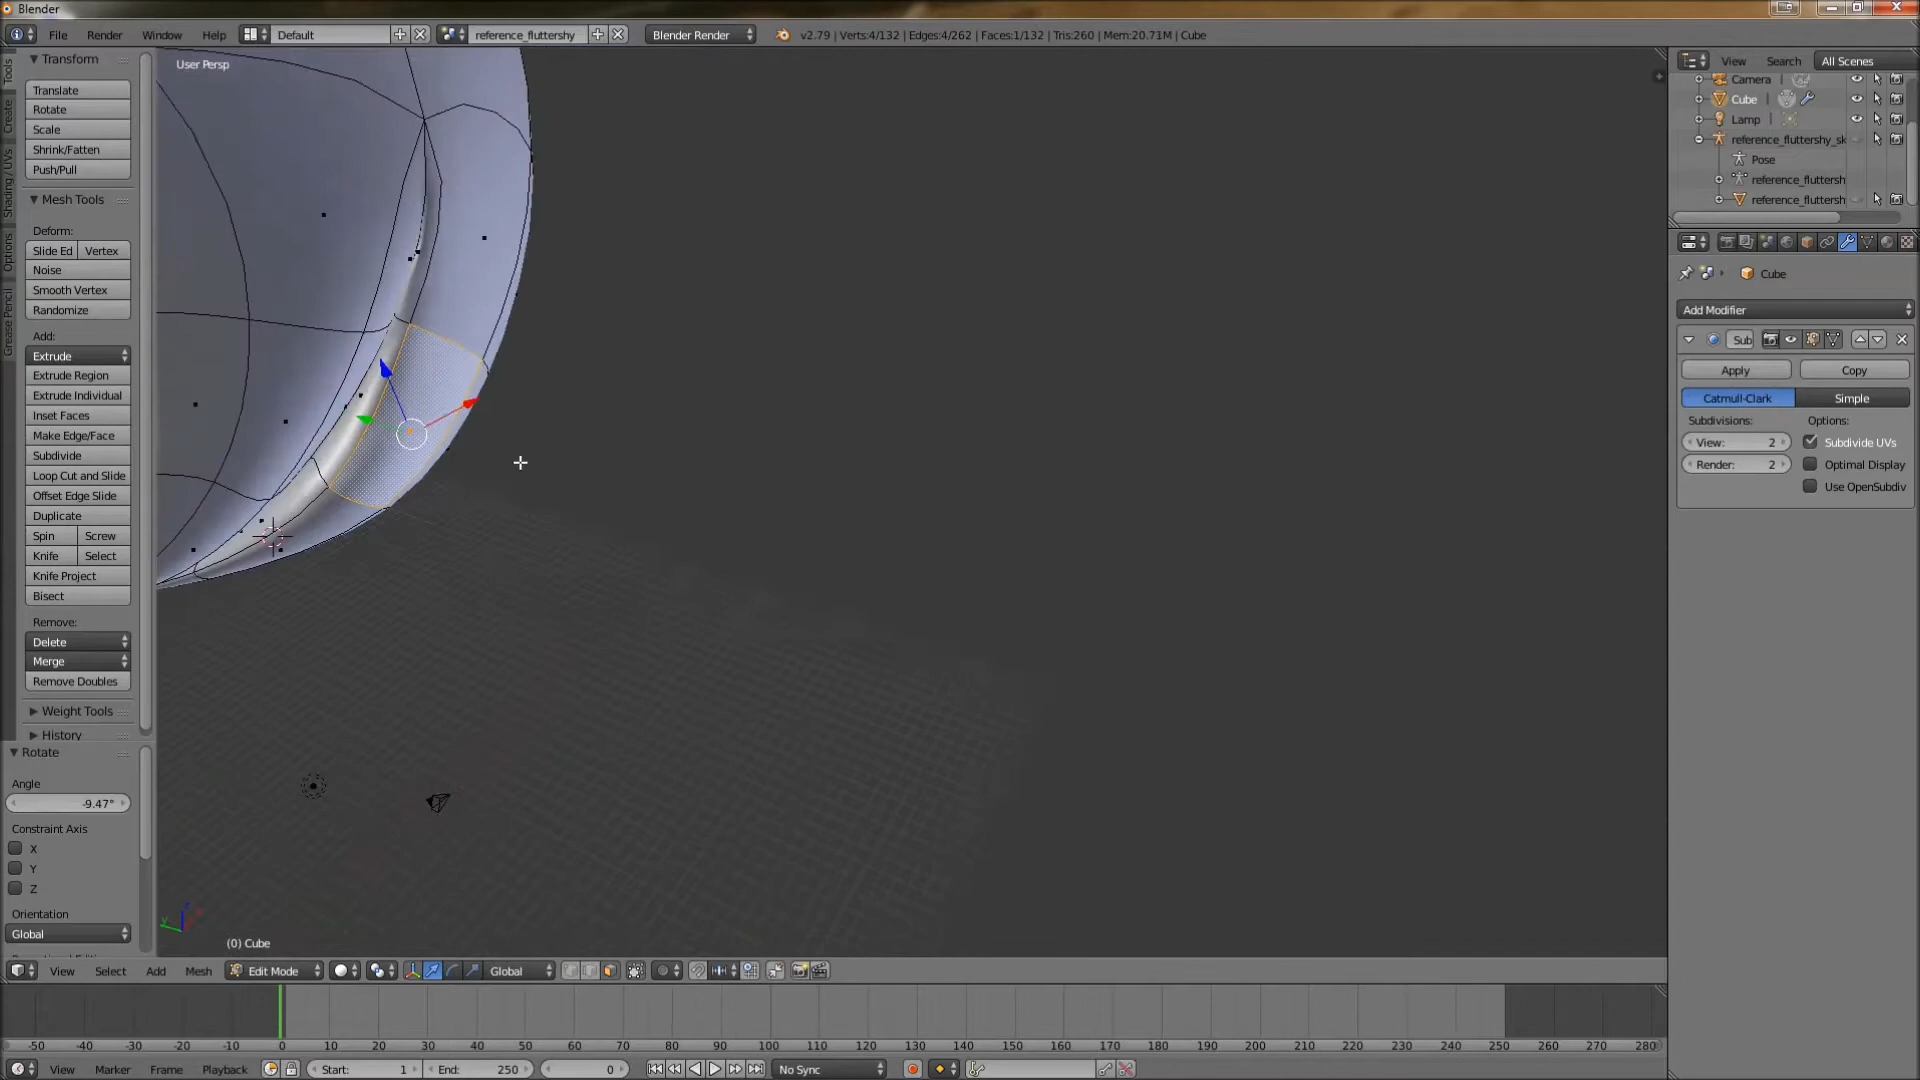 Blender
File Render Window Help Default reference_fluttershy Blender Render v2.79 | Verts:4/132 | Edges:4/262 | Faces:1/132 | Tris:260 | Mem:20.71M | Cube
User Persp
Tools
Create
Shading / UVs
Options
Grease Pencil
Transform
Translate
Rotate
Scale
Shrink/Fatten
Push/Pull
Mesh Tools
Deform:
Slide Ed Vertex
Noise
Smooth Vertex
Randomize
Add:
Extrude
Extrude Region
Extrude Individual
Inset Faces
Make Edge/Face
Subdivide
Loop Cut and Slide
Offset Edge Slide
Duplicate
Spin Screw
Knife Select
Knife Project
Bisect
Remove:
Delete
Merge
Remove Doubles
Weight Tools
History
Rotate
Angle
-9.47°
Constraint Axis
X
Y
Z
Orientation
Global
(0) Cube
View Select Add Mesh Edit Mode Global
View Search All Scenes
Camera
Cube
Lamp
reference_fluttershy_sk
Pose
reference_fluttersh
reference_fluttersh
Cube
Add Modifier
Sub
Apply Copy
Catmull-Clark Simple
Subdivisions: Options:
View: 2 Subdivide UVs
Render: 2 Optimal Display
Use OpenSubdiv
-50 -40 -30 -20 -10 0 10 20 30 40 50 60 70 80 90 100 110 120 130 140 150 160 170 180 190 200 210 220 230 240 250 260 270 280
View Marker Frame Playback Start: 1 End: 250 0 No Sync